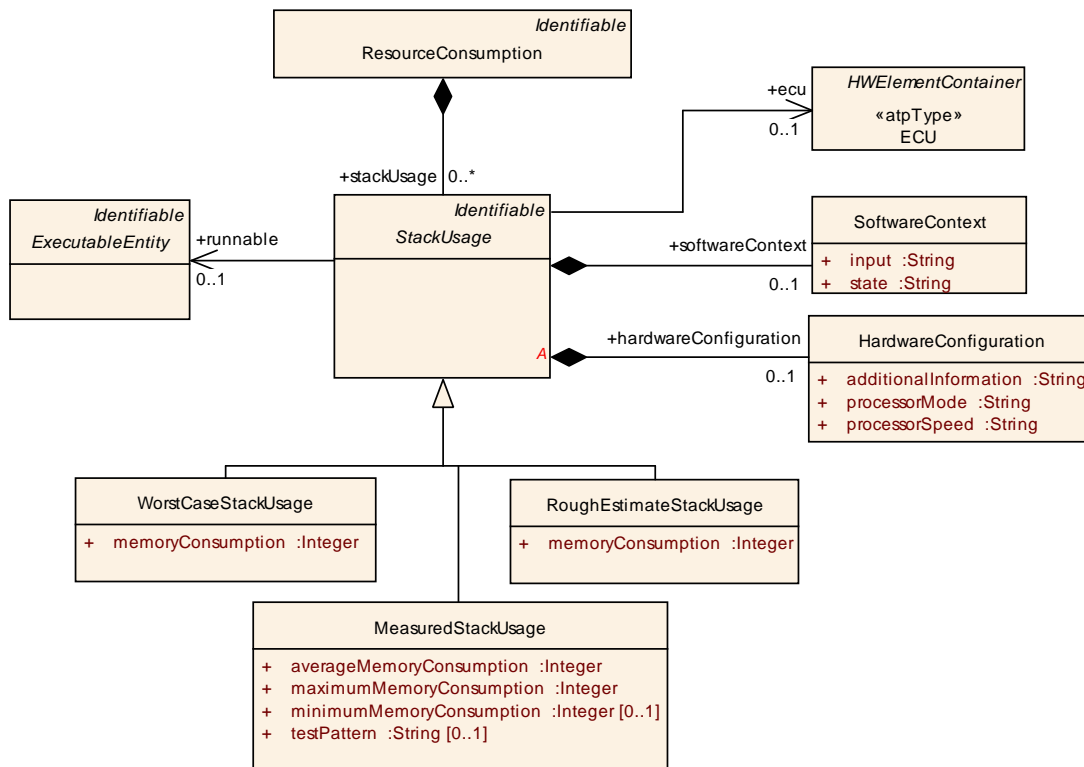 Identifiable
ResourceConsumption
+stackUsage 0..*
+ecu
0..1
HWElementContainer
«atpType»
ECU
Identifiable
ExecutableEntity
+runnable
0..1
Identifiable
StackUsage
A
+softwareContext
0..1
SoftwareContext
+ input :String
+ state :String
+hardwareConfiguration
0..1
HardwareConfiguration
+ additionalInformation :String
+ processorMode :String
+ processorSpeed :String
WorstCaseStackUsage
+ memoryConsumption :Integer
RoughEstimateStackUsage
+ memoryConsumption :Integer
MeasuredStackUsage
+ averageMemoryConsumption :Integer
+ maximumMemoryConsumption :Integer
+ minimumMemoryConsumption :Integer [0..1]
+ testPattern :String [0..1]